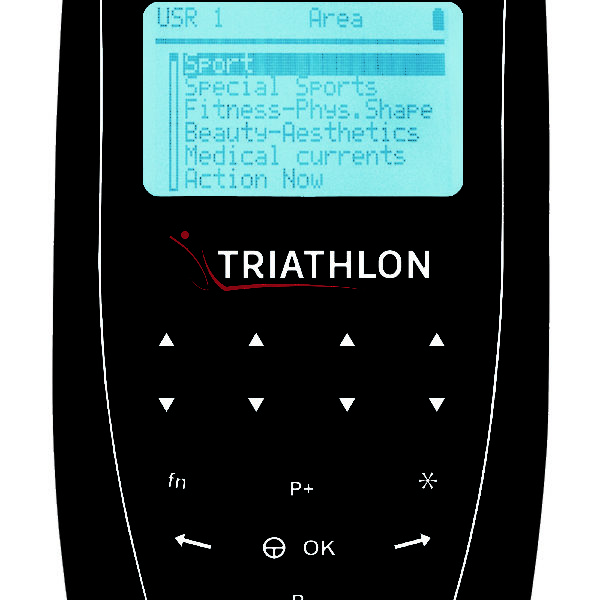 USR 1 Area
Sport
Special Sports
Fitness-Phys.Shape
Beauty-Aesthetics
Medical currents
Action Now
TRIATHLON
fn P+
OK